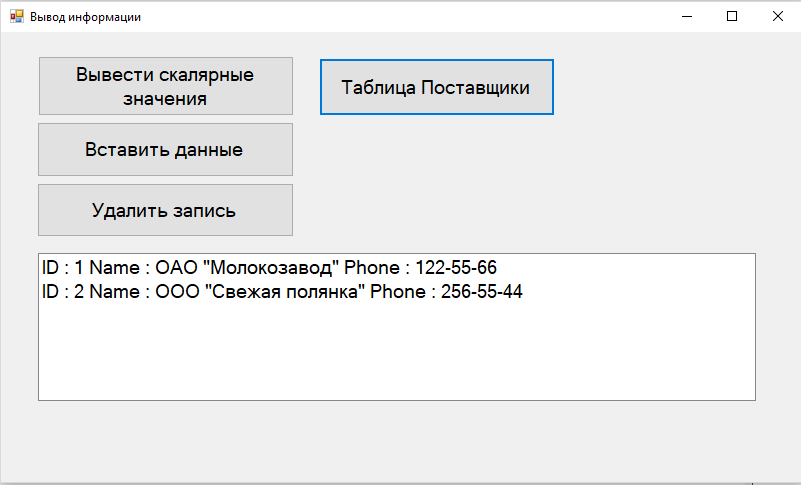 Вывод информации
Вывести скалярные
значения
Таблица Поставщики
Вставить данные
Удалить запись
ID : 1 Name : ОАО "Молокозавод" Phone : 122-55-66
ID : 2 Name : ООО "Свежая полянка" Phone : 256-55-44